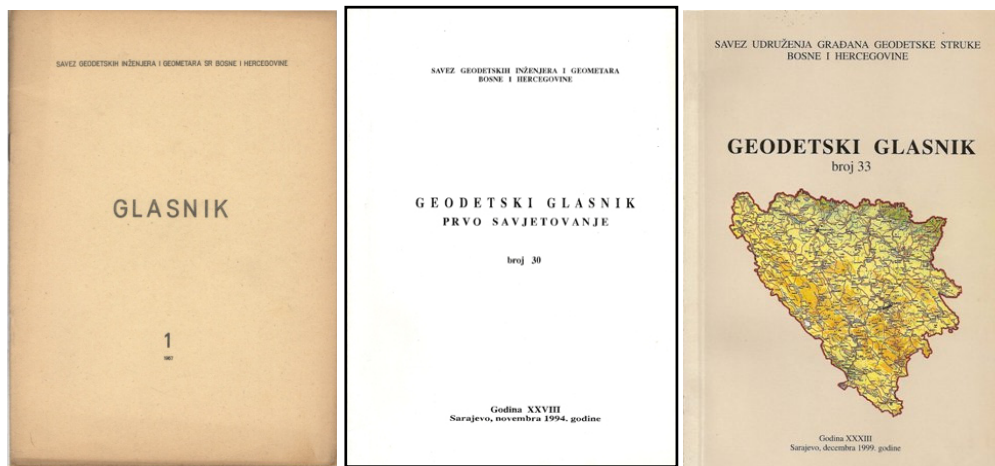 SAVEZ GEODETSKIH INŽENJERA I GEOMETARA SR BOSNE I HERCEGOVINE
GLASNIK
1
1967
SAVEZ GEODETSKIH INŽENJERA I GEOMETARA
BOSNE I HERCEGOVINE
GEODETSKI GLASNIK
PRVO SAVJETOVANJE
broj 30
Godina XXVIII
Sarajevo, novembra 1994. godine
SAVEZ UDRUŽENJA GRAĐANA GEODETSKE STRUKE
BOSNE I HERCEGOVINE
GEODETSKI GLASNIK
broj 33
Godina XXXIII
Sarajevo, decembra 1999. godine